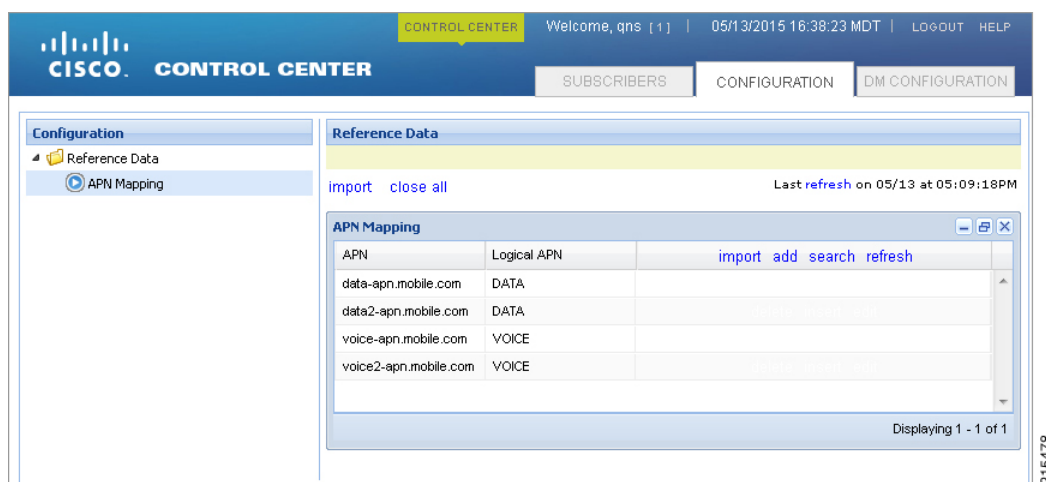 CONTROL CENTER Welcome, qns [1] | 05/13/2015 16:38:23 MDT | LOGOUT HELP
CISCO. CONTROL CENTER
SUBSCRIBERS CONFIGURATION DM CONFIGURATION
Configuration
Reference Data
APN Mapping
Reference Data
import close all Last refresh on 05/13 at 05:09:18PM
APN Mapping
APN Logical APN import add search refresh
data-apn.mobile.com DATA
data2-apn.mobile.com DATA
voice-apn.mobile.com VOICE
voice2-apn.mobile.com VOICE
Displaying 1 - 1 of 1